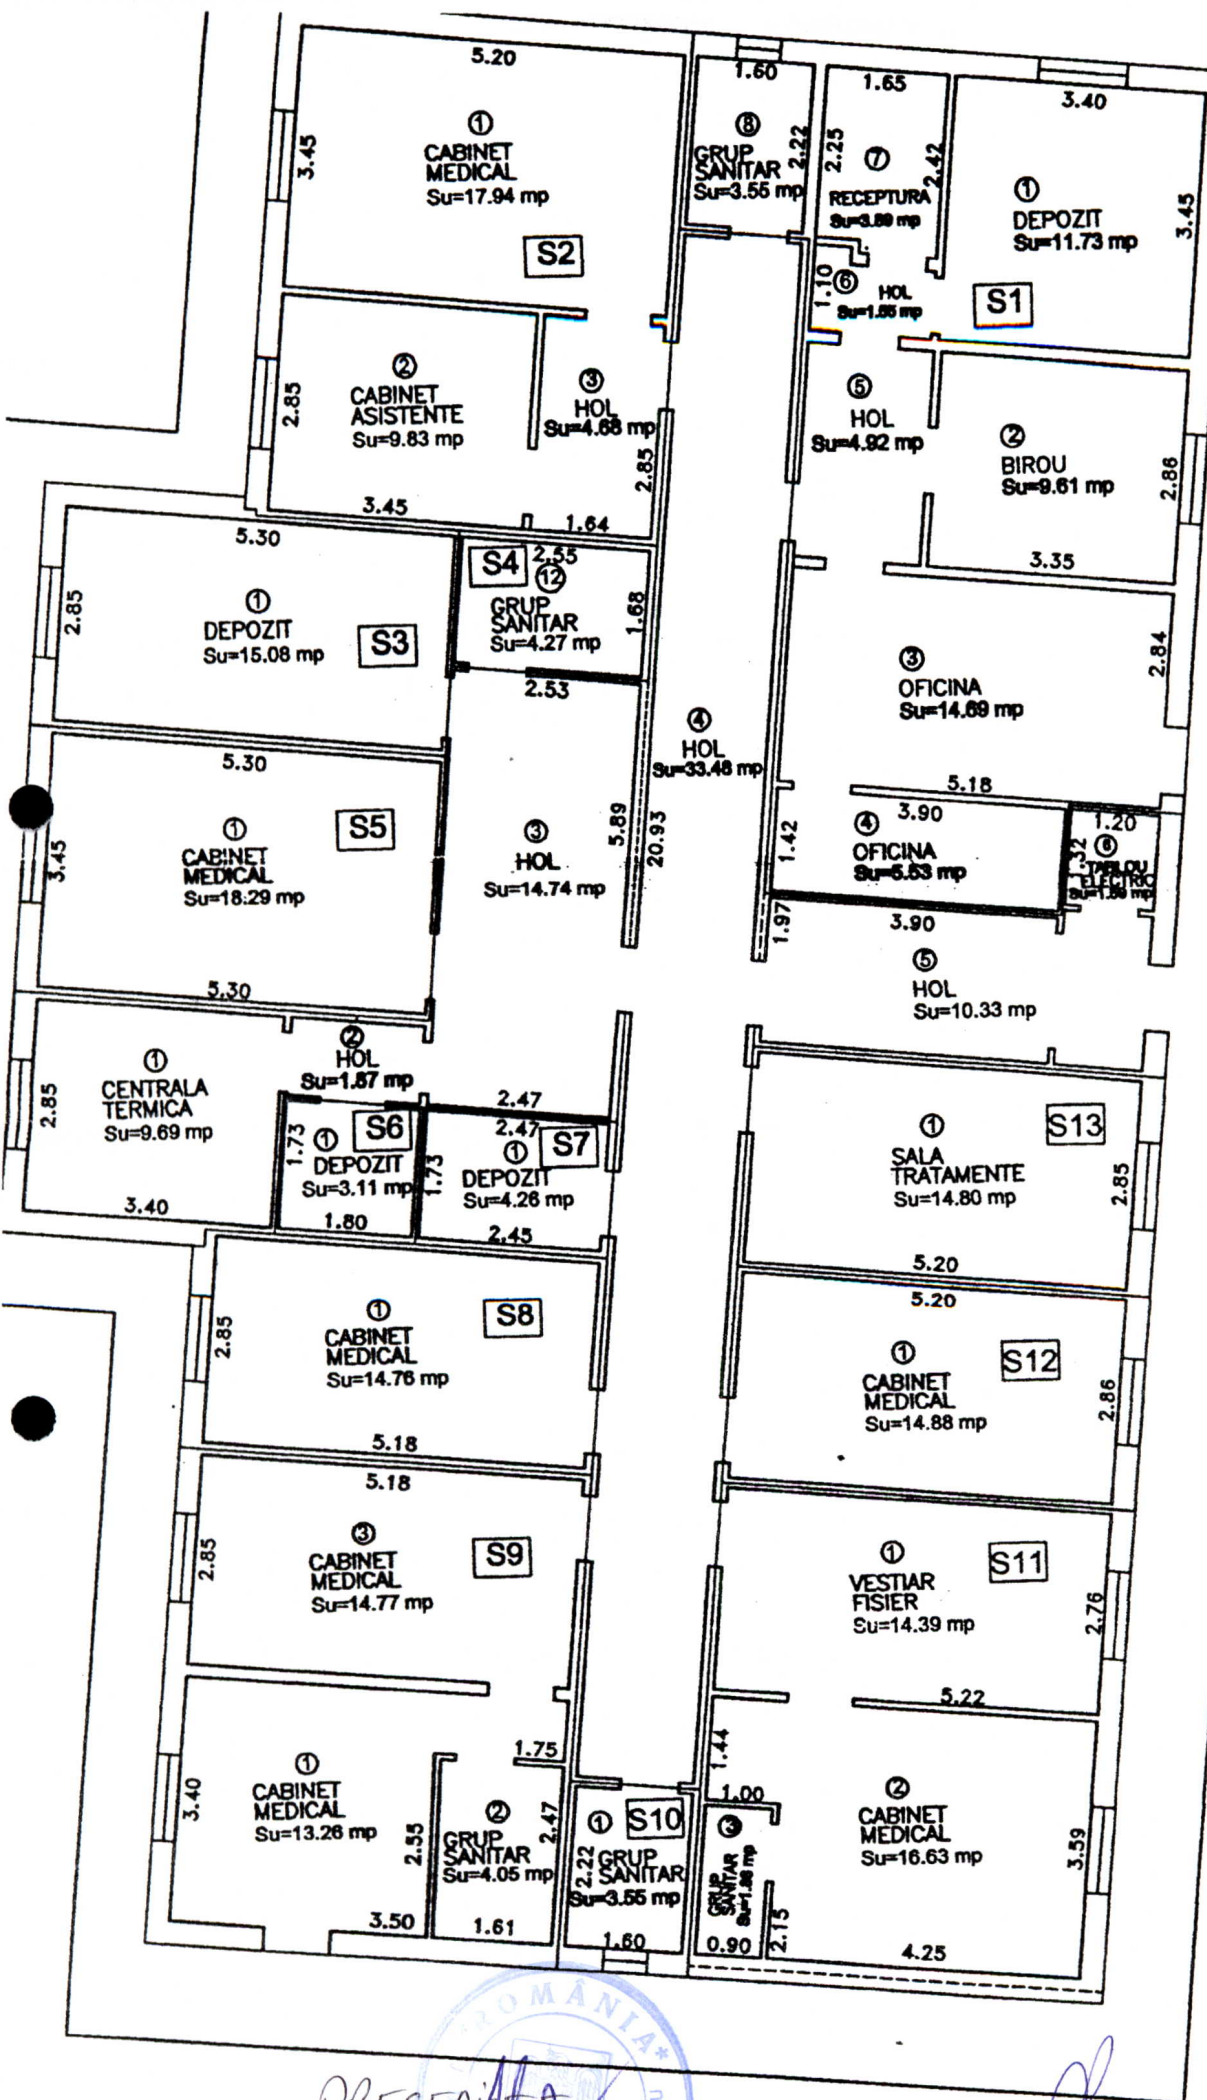 5.20
3.45
①
CABINET
MEDICAL
Su=17.94 mp
S2
1.60
⑧
GRUP
SANITAR
Su=3.55 mp
2.22
1.65
2.25
⑦
2.42
RECEPTURA
Su=3.89 mp
3.40
①
DEPOZIT
Su=11.73 mp
3.45
S1
1.10
⑥
HOL
②
CABINET
ASISTENTE
Su=9.83 mp
2.85
3.45
③
HOL
Su=4.68 mp
2.85
1.64
⑤
HOL
Su=4.92 mp
②
BIROU
Su=9.61 mp
2.86
3.35
5.30
2.85
①
DEPOZIT
Su=15.08 mp
S3
S4
2.55
⑫
GRUP
SANITAR
Su=4.27 mp
1.68
2.53
③
OFICINA
Su=14.69 mp
2.84
5.18
④
HOL
Su=33.48 mp
5.30
3.45
①
CABINET
MEDICAL
Su=18.29 mp
S5
5.30
③
HOL
Su=14.74 mp
5.89
20.93
3.90
1.42
④
OFICINA
Su=5.53 mp
1.20
1.32
TABLOU
ELECTRIC
1.97
3.90
⑤
HOL
Su=10.33 mp
②
HOL
Su=1.87 mp
①
CENTRALA
TERMICA
Su=9.69 mp
2.85
3.40
1.73
①
S6
DEPOZIT
Su=3.11 mp
1.80
2.47
2.47
1.73
①
S7
DEPOZIT
Su=4.26 mp
2.45
①
SALA
TRATAMENTE
Su=14.80 mp
S13
2.85
5.20
①
CABINET
MEDICAL
Su=14.76 mp
S8
2.85
5.18
5.20
①
CABINET
MEDICAL
Su=14.88 mp
S12
2.86
5.18
③
CABINET
MEDICAL
Su=14.77 mp
S9
2.85
①
VESTIAR
FISIER
Su=14.39 mp
S11
2.76
5.22
1.75
①
CABINET
MEDICAL
Su=13.26 mp
3.40
2.55
3.50
②
GRUP
SANITAR
Su=4.05 mp
2.47
1.61
①
S10
GRUP
SANITAR
Su=3.55 mp
2.22
1.60
1.44
1.00
③
GRUP
SANITAR
0.90
2.15
②
CABINET
MEDICAL
Su=16.63 mp
3.59
4.25
ROMÂNIA*